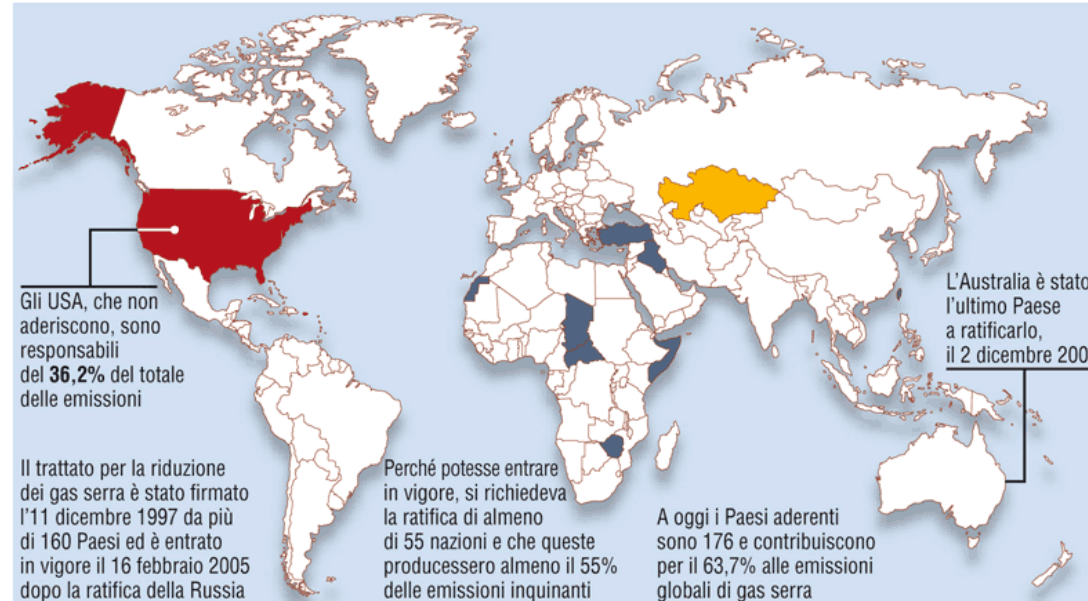 Gli USA, che non
aderiscono, sono
responsabili
del 36,2% del totale
delle emissioni
L'Australia è stato
l'ultimo Paese
a ratificarlo,
il 2 dicembre 200
Il trattato per la riduzione
dei gas serra è stato firmato
l'11 dicembre 1997 da più
di 160 Paesi ed è entrato
in vigore il 16 febbraio 2005
dopo la ratifica della Russia
Perché potesse entrare
in vigore, si richiedeva
la ratifica di almeno
di 55 nazioni e che queste
producessero almeno il 55%
delle emissioni inquinanti
A oggi i Paesi aderenti
sono 176 e contribuiscono
per il 63,7% alle emissioni
globali di gas serra